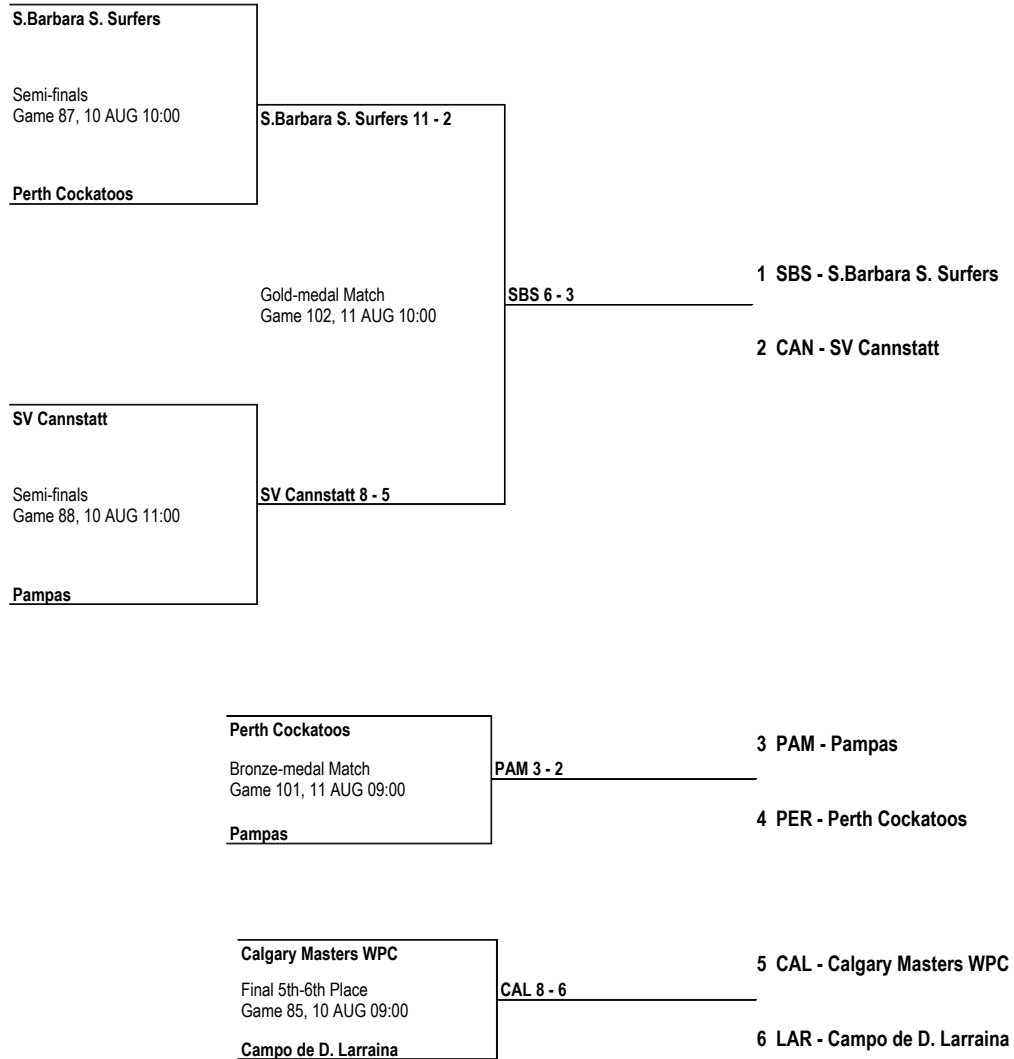 S.Barbara S. Surfers
Semi-finals
Game 87, 10 AUG 10:00
S.Barbara S. Surfers 11 - 2
Perth Cockatoos
Gold-medal Match
Game 102, 11 AUG 10:00
SBS 6 - 3
1 SBS - S.Barbara S. Surfers
2 CAN - SV Cannstatt
SV Cannstatt
Semi-finals
Game 88, 10 AUG 11:00
SV Cannstatt 8 - 5
Pampas
Perth Cockatoos
Bronze-medal Match
Game 101, 11 AUG 09:00
Pampas
PAM 3 - 2
3 PAM - Pampas
4 PER - Perth Cockatoos
Calgary Masters WPC
Final 5th-6th Place
Game 85, 10 AUG 09:00
Campo de D. Larraina
CAL 8 - 6
5 CAL - Calgary Masters WPC
6 LAR - Campo de D. Larraina